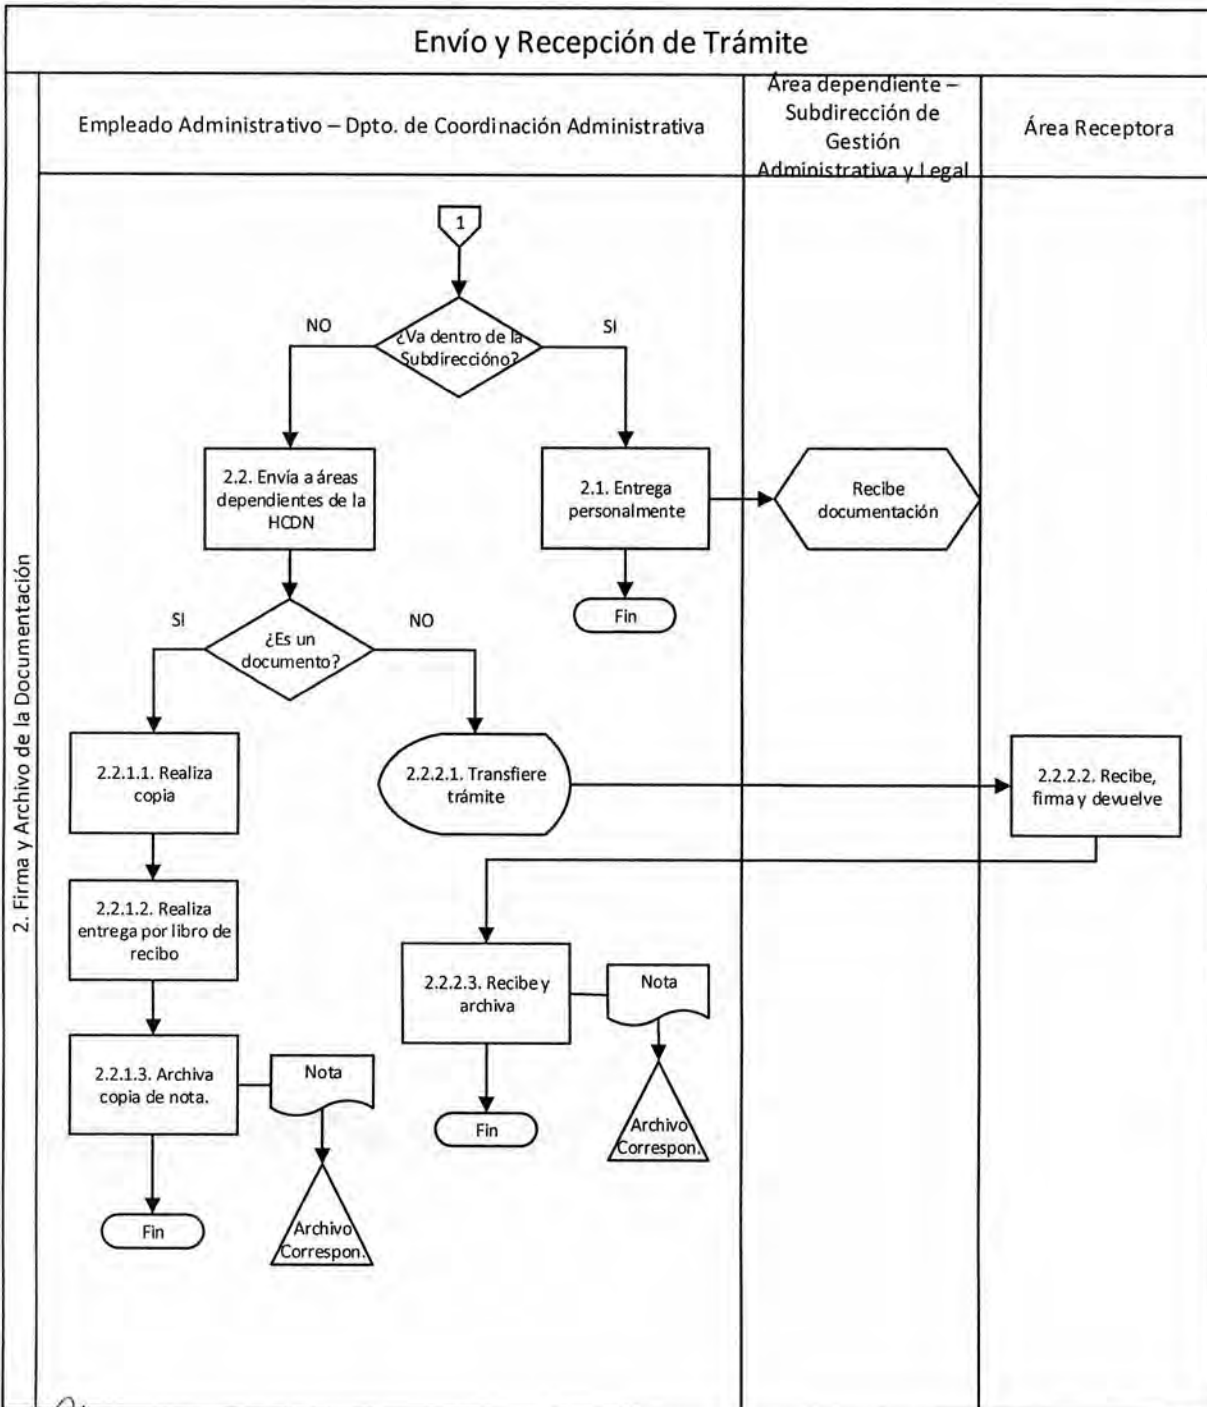 Envío y Recepción de Trámite
Empleado Administrativo – Dpto. de Coordinación Administrativa
Área dependiente –
Subdirección de
Gestión
Administrativa y Legal
Área Receptora
2. Firma y Archivo de la Documentación
1
¿Va dentro de la
Subdireccióno?
NO
SI
2.2. Envía a áreas
dependientes de la
HCDN
2.1. Entrega
personalmente
Recibe
documentación
Fin
¿Es un
documento?
SI
NO
2.2.1.1. Realiza
copia
2.2.2.1. Transfiere
trámite
2.2.2.2. Recibe,
firma y devuelve
2.2.1.2. Realiza
entrega por libro de
recibo
2.2.2.3. Recibe y
archiva
Nota
Archivo
Correspon.
Fin
2.2.1.3. Archiva
copia de nota.
Nota
Archivo
Correspon.
Fin